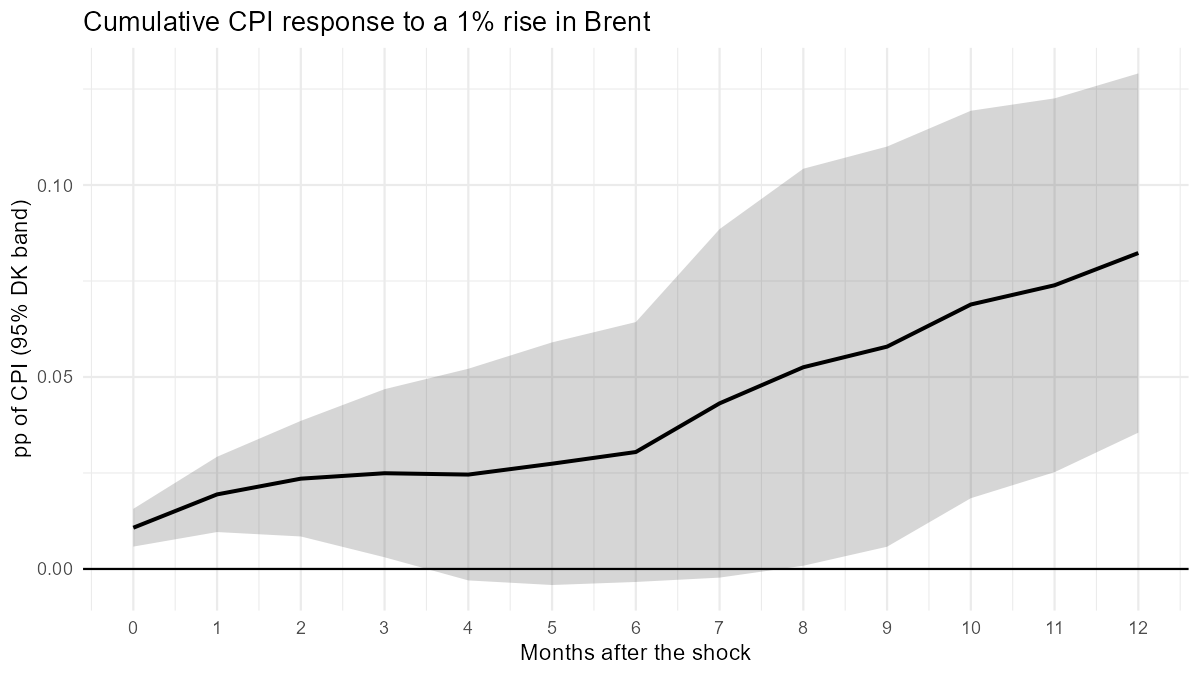 Cumulative CPI response to a 1% rise in Brent
pp of CPI (95% DK band)
0.10
0.05
0.00
0 1 2 3 4 5 6 7 8 9 10 11 12
Months after the shock